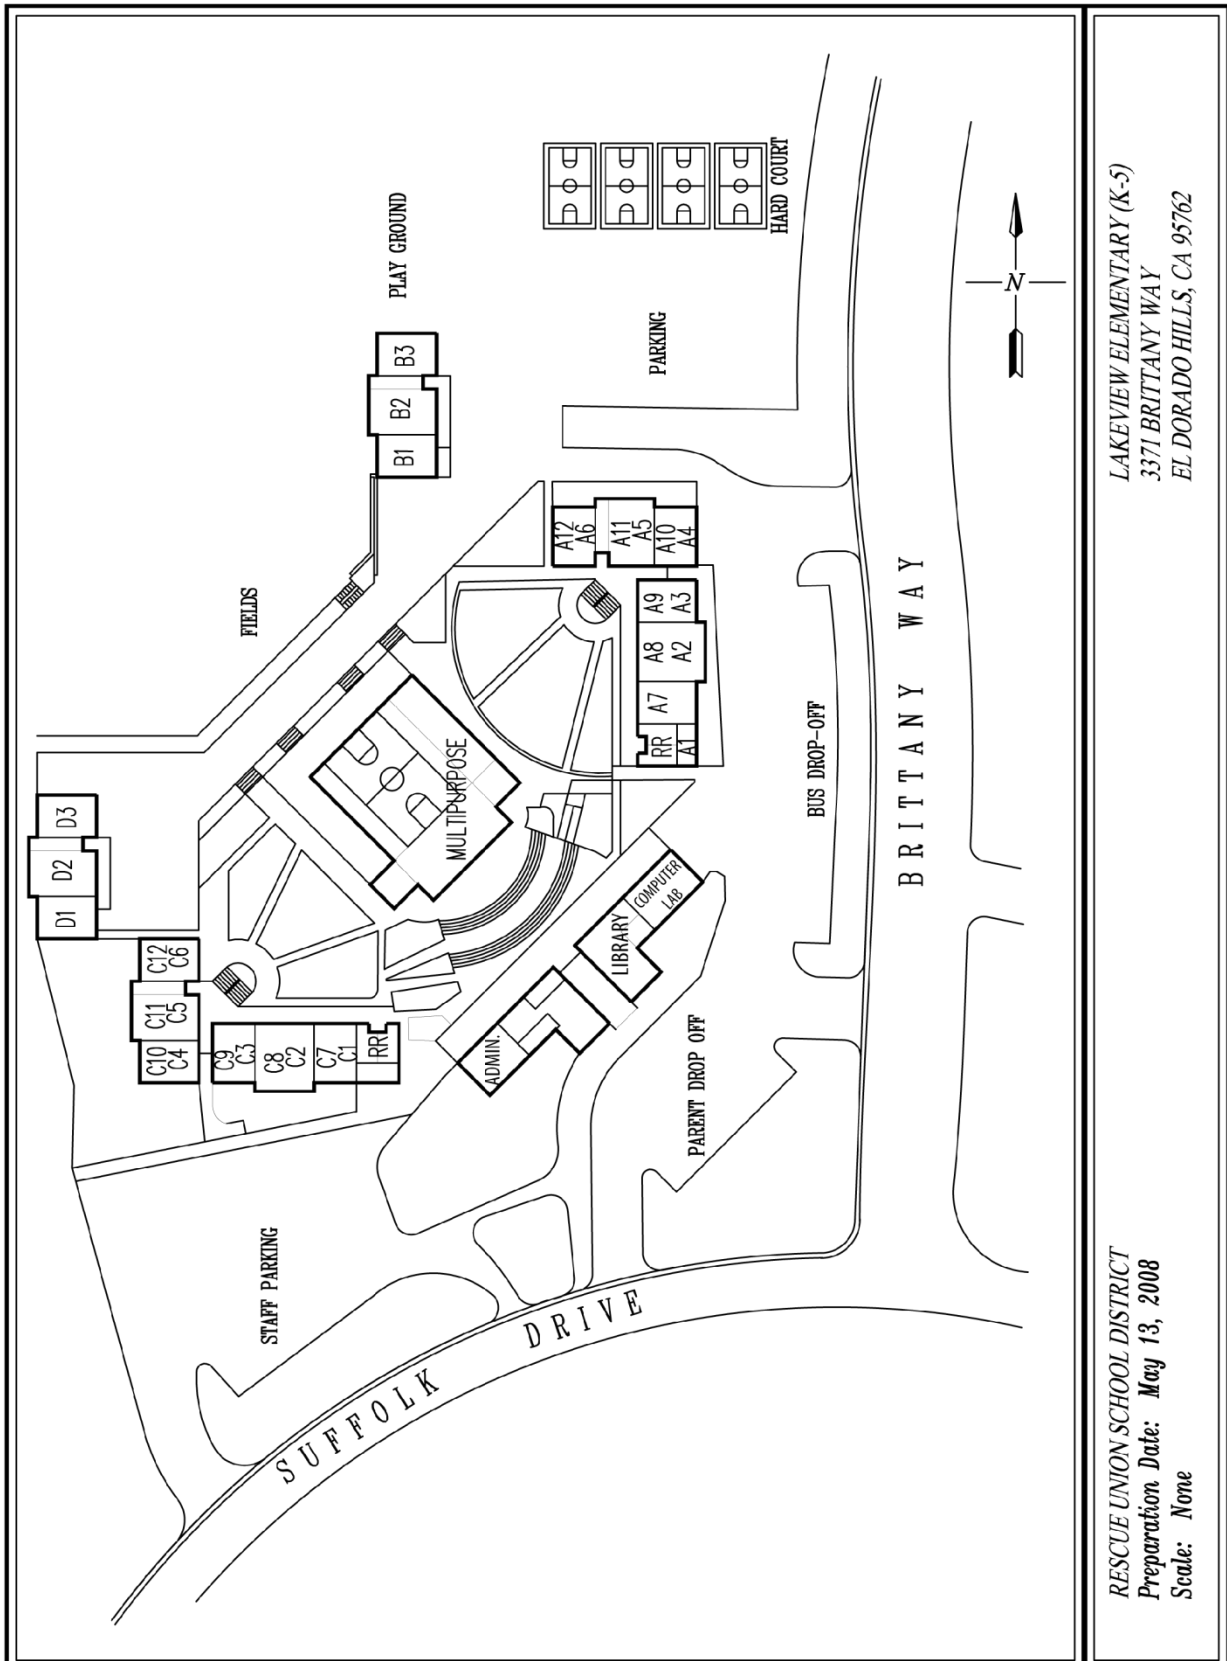 PLAY GROUND
HARD COURT
PARKING
FIELDS
B1
B2
B3
A12
A6
A11
A5
A10
A4
A9
A3
A8
A2
A7
RR
A1
MULTIPURPOSE
D1
D2
D3
C12
C6
C11
C5
C10
C4
C9
C3
C8
C2
C7
C1
RR
ADMIN.
LIBRARY
COMPUTER
LAB
BUS DROP-OFF
PARENT DROP OFF
STAFF PARKING
SUFFOLK DRIVE
BRITTANY WAY
N
RESCUE UNION SCHOOL DISTRICT
Preparation Date: May 13, 2008
Scale: None
LAKEVIEW ELEMENTARY (K-5)
3371 BRITTANY WAY
EL DORADO HILLS, CA 95762